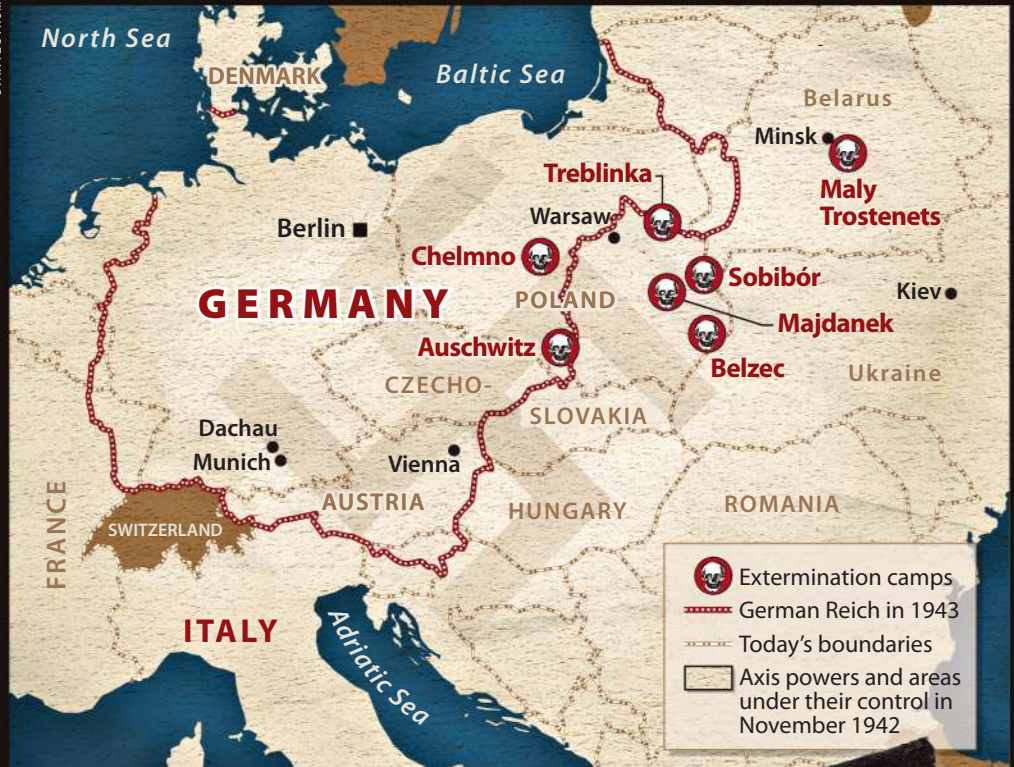 North Sea
DENMARK
Baltic Sea
Belarus
Minsk
Maly
Trostenets
Treblinka
Warsaw
Berlin
Chelmno
Sobibór
Kiev
GERMANY
POLAND
Majdanek
Auschwitz
Belzec
CZECHO-
SLOVAKIA
Ukraine
Dachau
Munich
Vienna
AUSTRIA
HUNGARY
ROMANIA
FRANCE
SWITZERLAND
ITALY
Adriatic Sea
Extermination camps
German Reich in 1943
Today's boundaries
Axis powers and areas
under their control in
November 1942